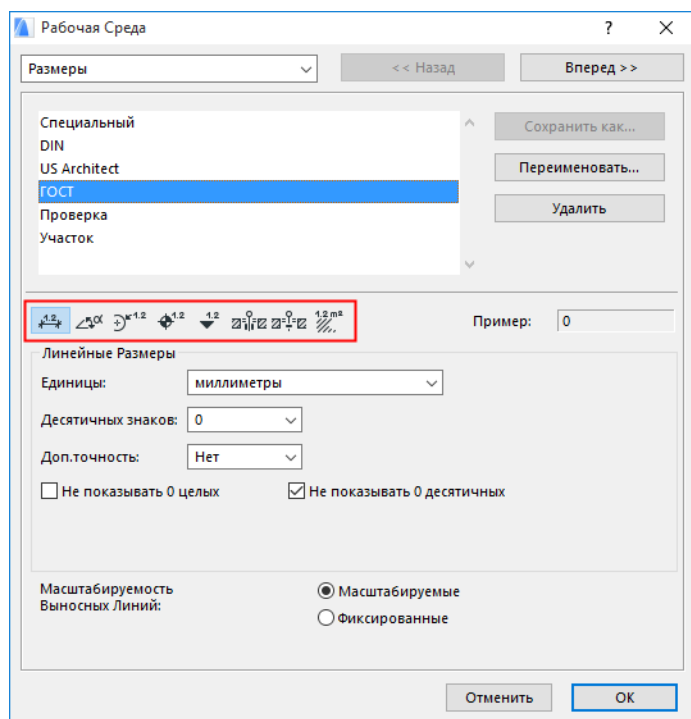 Рабочая Среда
Размеры
<< Назад
Вперед >>
Специальный
DIN
US Architect
ГОСТ
Проверка
Участок
Сохранить как...
Переименовать...
Удалить
1.2 α 1.2 1.2 1.2 1.2 m²
Пример: 0
Линейные Размеры
Единицы: миллиметры
Десятичных знаков: 0
Доп.точность: Нет
Не показывать 0 целых
Не показывать 0 десятичных
Масштабируемость
Выносных Линий:
Масштабируемые
Фиксированные
Отменить
OK